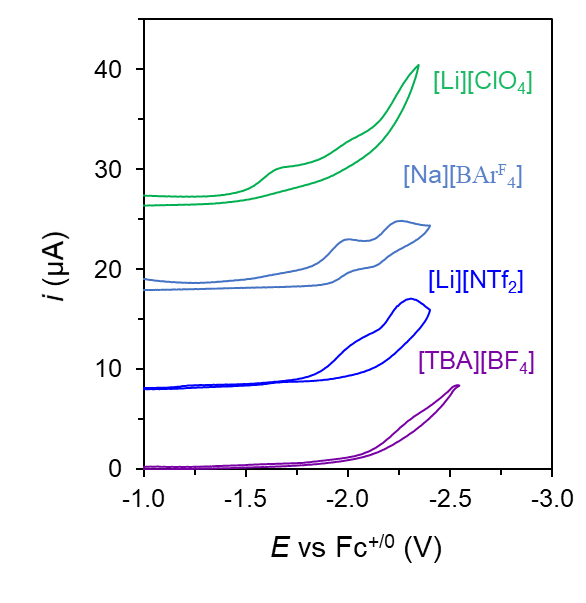 40
[Li][ClO₄]
30
[Na][BArF₄]
i (µA)
20
[Li][NTf₂]
10
[TBA][BF₄]
0
-1.0 -1.5 -2.0 -2.5 -3.0
E vs Fc⁺/⁰ (V)